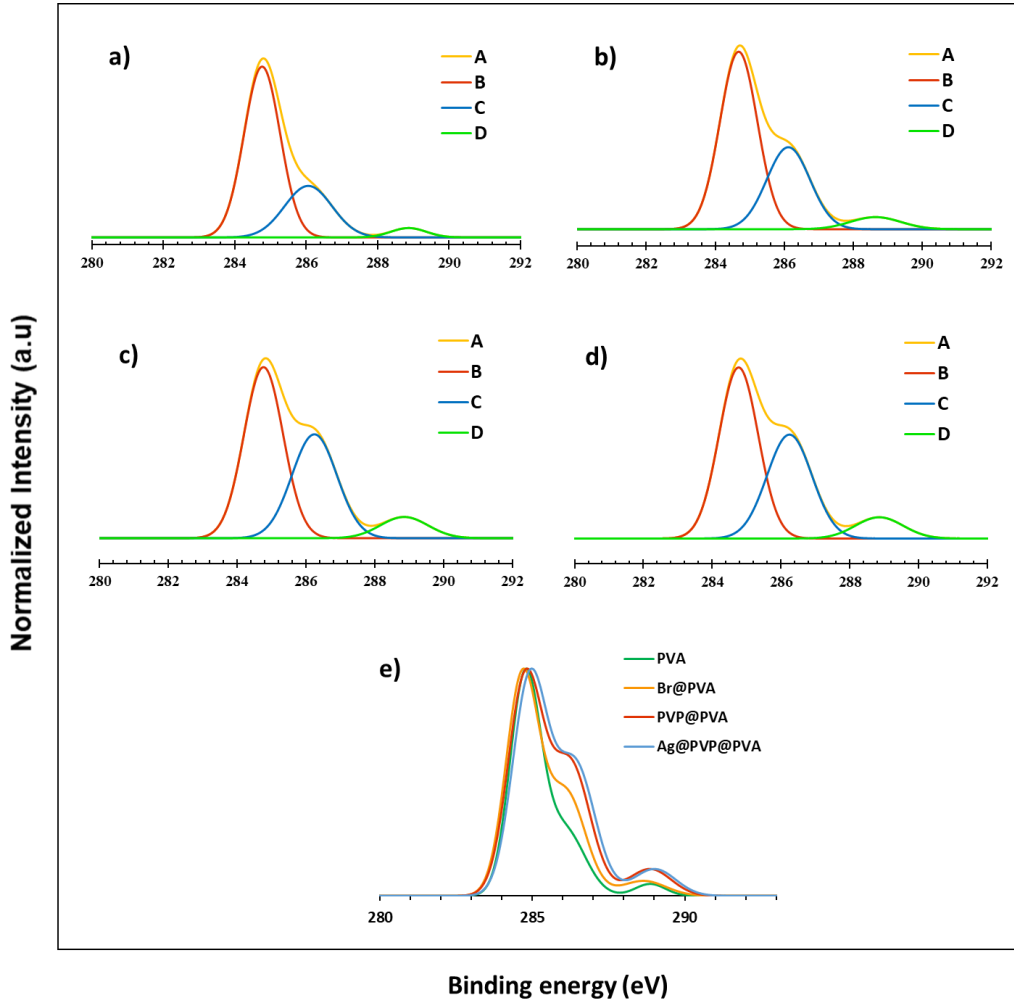 a)
A
B
C
D
280 282 284 286 288 290 292
b)
A
B
C
D
280 282 284 286 288 290 292
c)
A
B
C
D
280 282 284 286 288 290 292
d)
A
B
C
D
280 282 284 286 288 290 292
e)
PVA
Br@PVA
PVP@PVA
Ag@PVP@PVA
280 285 290
Normalized Intensity (a.u)
Binding energy (eV)